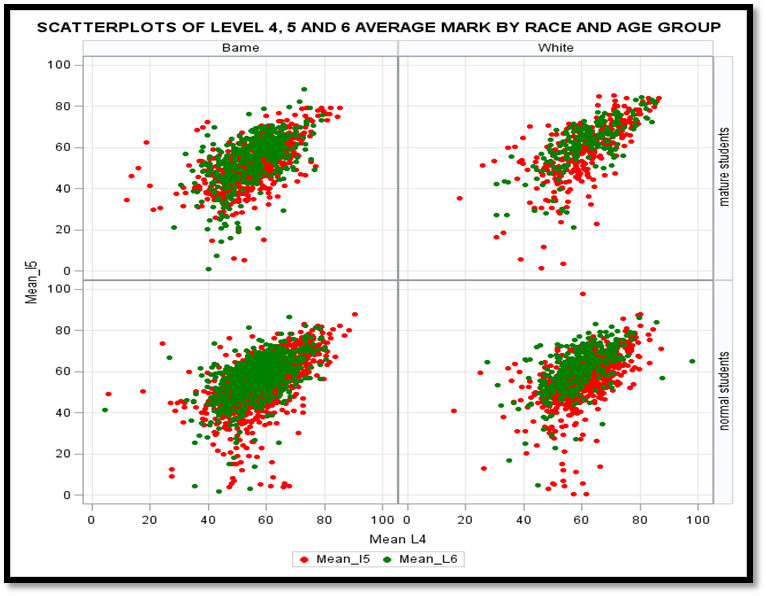 SCATTERPLOTS OF LEVEL 4, 5 AND 6 AVERAGE MARK BY RACE AND AGE GROUP
Bame White
100
80
60
40
20
0
mature students
Mean_l5
100
80
60
40
20
0
normal students
0 20 40 60 80 100 0 20 40 60 80 100
Mean L4
Mean_l5 Mean_L6